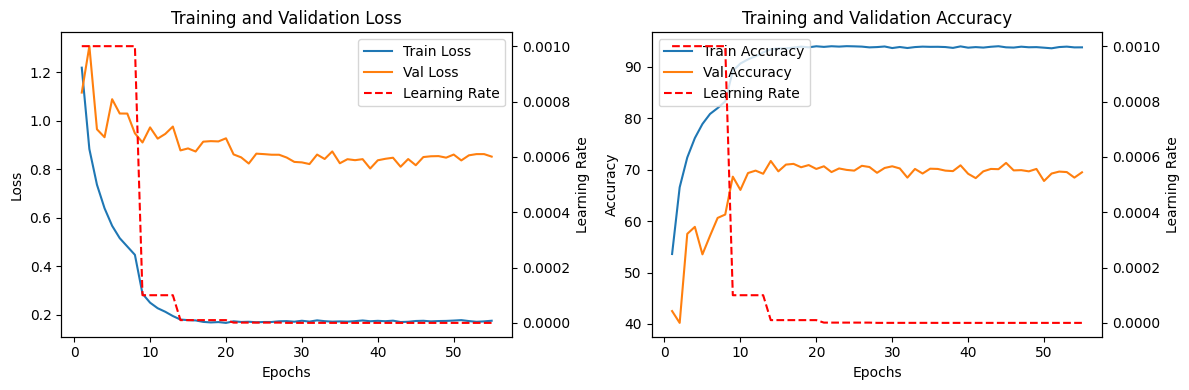 Training and Validation Loss
Train Loss
Val Loss
Learning Rate
1.2
1.0
0.8
0.6
0.4
0.2
Loss
0.0010
0.0008
0.0006
0.0004
0.0002
0.0000
Learning Rate
0
10
20
30
40
50
Epochs
Training and Validation Accuracy
Train Accuracy
Val Accuracy
Learning Rate
90
80
70
60
50
40
Accuracy
0.0010
0.0008
0.0006
0.0004
0.0002
0.0000
Learning Rate
0
10
20
30
40
50
Epochs